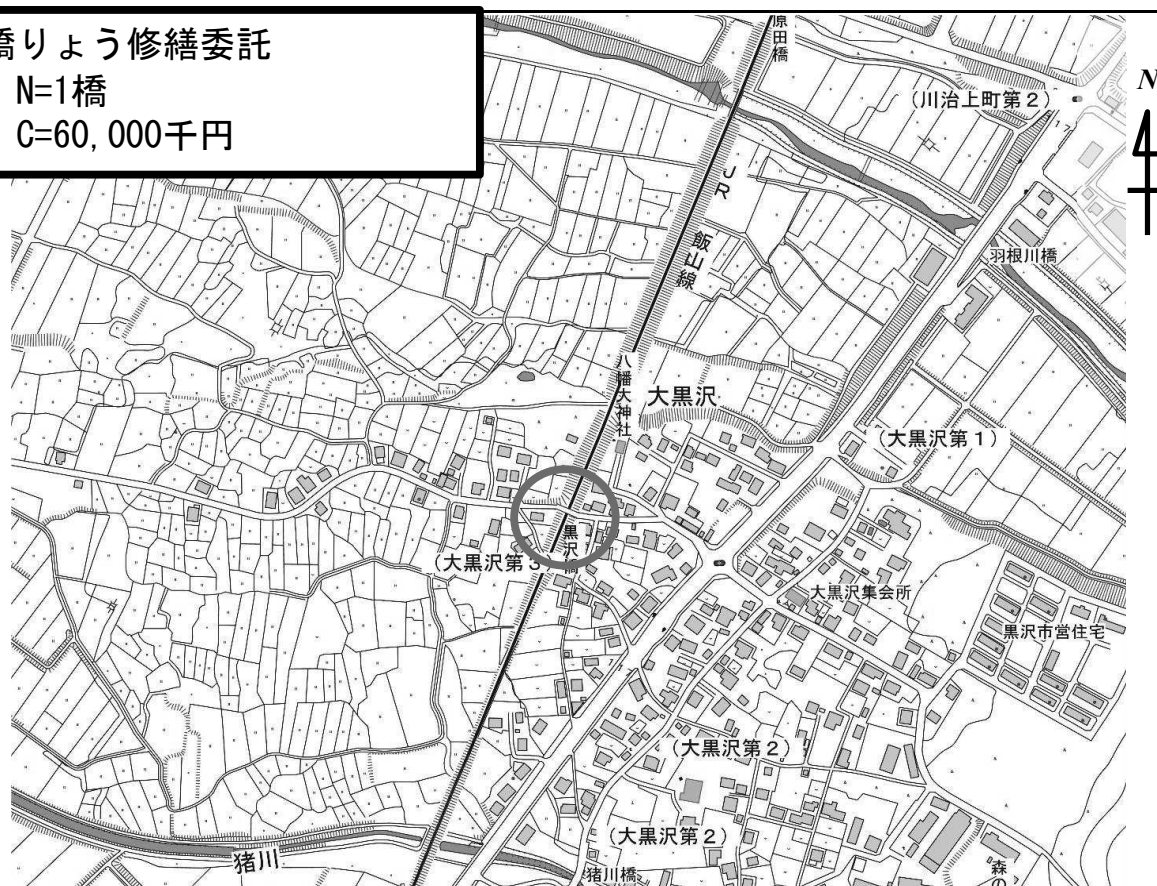 橋りょう修繕委託
N=1橋
C=60,000千円
原田橋
(川治上町第2)
N
117
JR 飯山線
羽根川橋
八幡大神社
大黒沢
(大黒沢第1)
黒沢橋
(大黒沢第3)
大黒沢集会所
黒沢市営住宅
117
(大黒沢第2)
(大黒沢第2)
猪川
猪川橋
森の